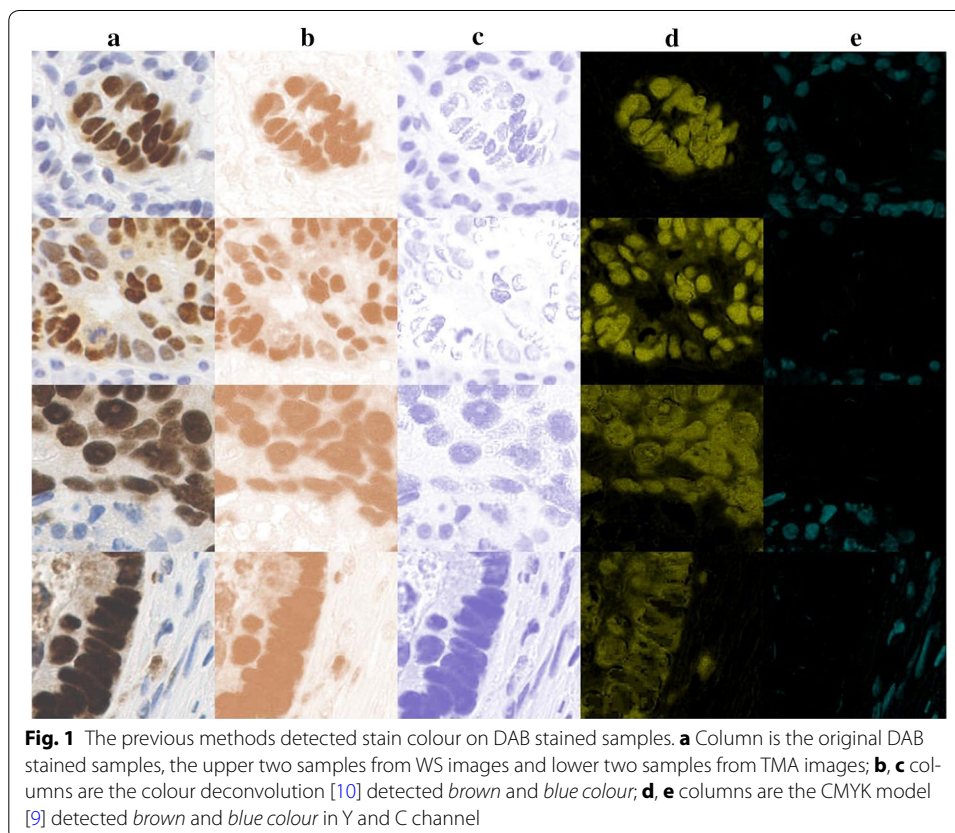 a b c d e
Fig. 1 The previous methods detected stain colour on DAB stained samples. a Column is the original DAB
stained samples, the upper two samples from WS images and lower two samples from TMA images; b, c col-
umns are the colour deconvolution [10] detected brown and blue colour; d, e columns are the CMYK model
[9] detected brown and blue colour in Y and C channel